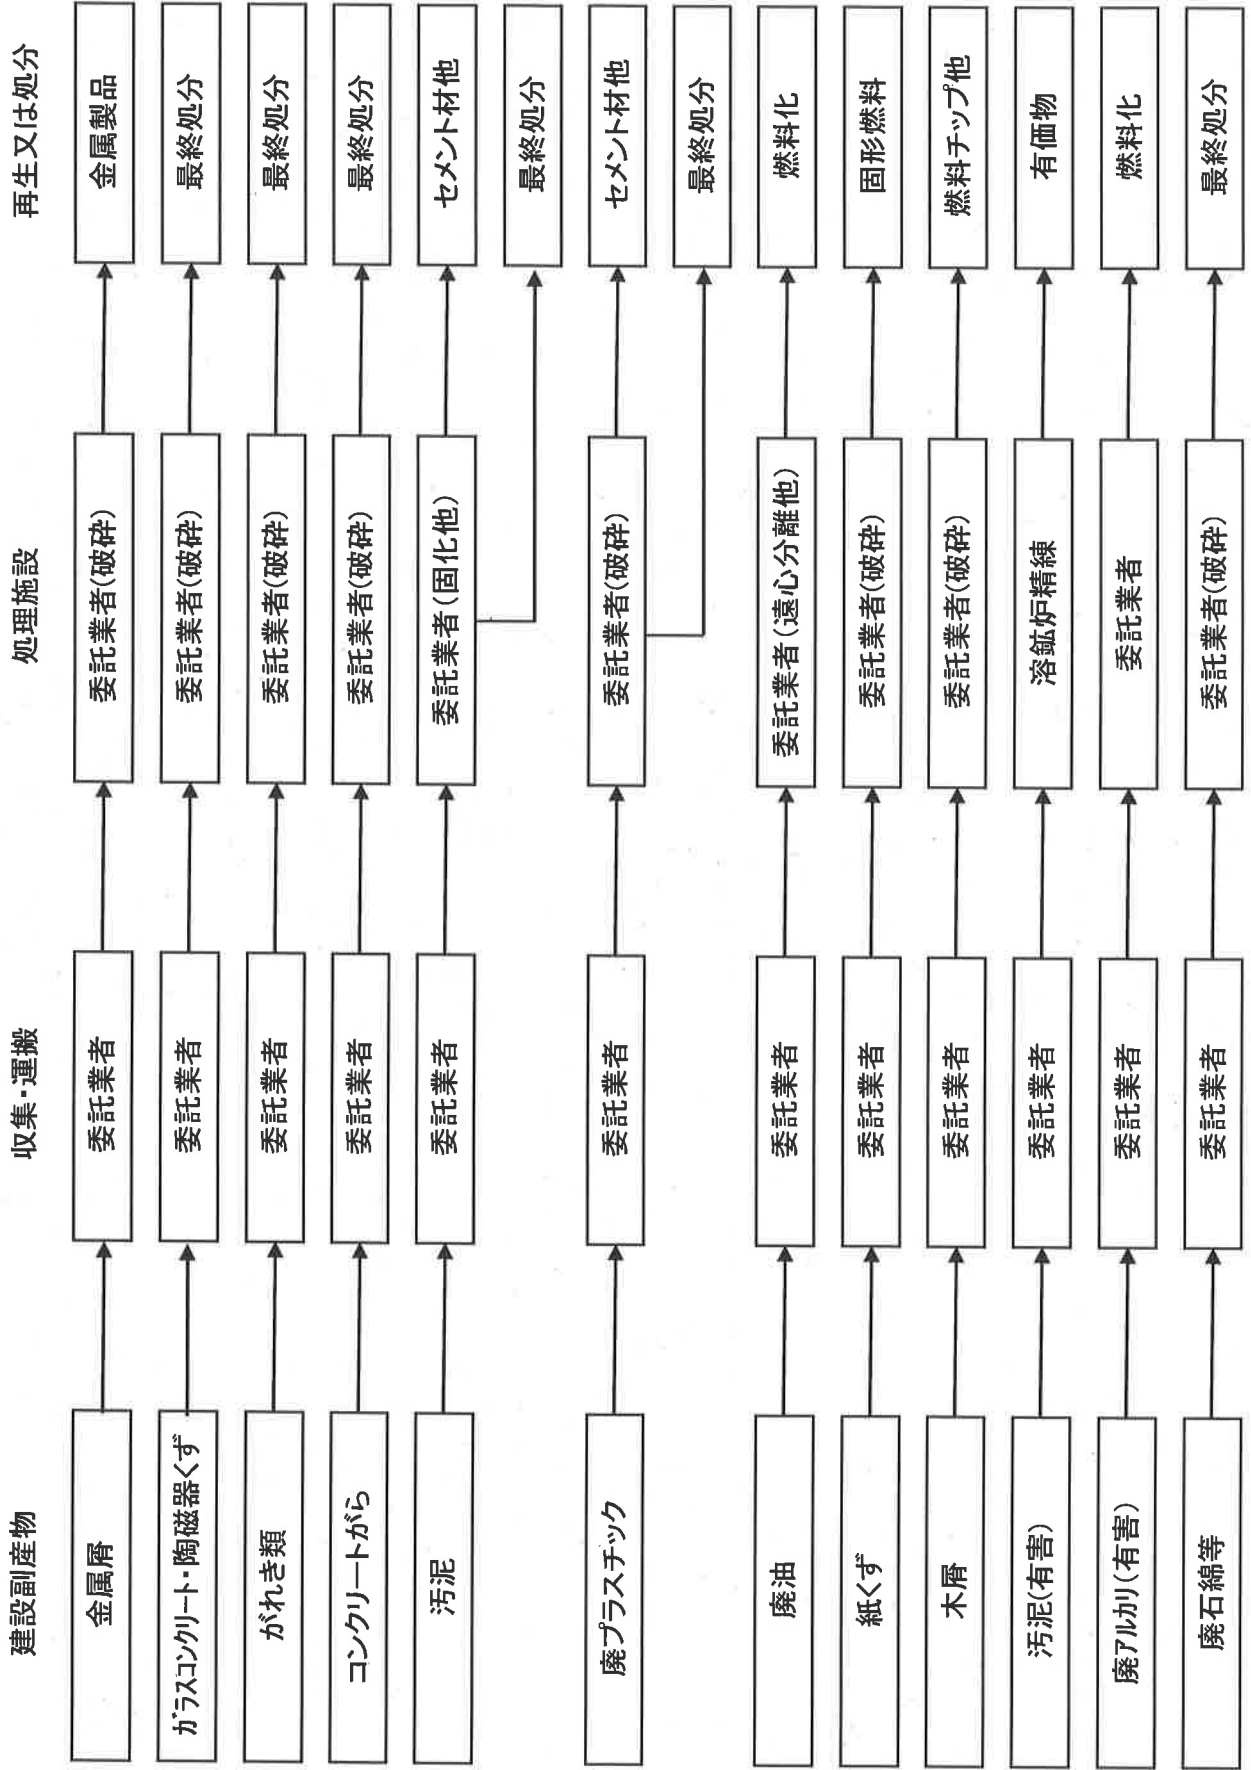 建設副産物
収集・運搬
処理施設
再生又は処分
金属屑
委託業者
委託業者(破砕)
金属製品
ガラスコンクリート・陶磁器くず
委託業者
委託業者(破砕)
最終処分
がれき類
委託業者
委託業者(破砕)
最終処分
コンクリートがら
委託業者
委託業者(破砕)
最終処分
汚泥
委託業者
委託業者(固化他)
セメント材他
最終処分
廃プラスチック
委託業者
委託業者(破砕)
セメント材他
最終処分
廃油
委託業者
委託業者(遠心分離他)
燃料化
紙くず
委託業者
委託業者(破砕)
固形燃料
木屑
委託業者
委託業者(破砕)
燃料チップ他
汚泥(有害)
委託業者
溶鉱炉精練
有価物
廃アルカリ(有害)
委託業者
委託業者
燃料化
廃石綿等
委託業者
委託業者(破砕)
最終処分